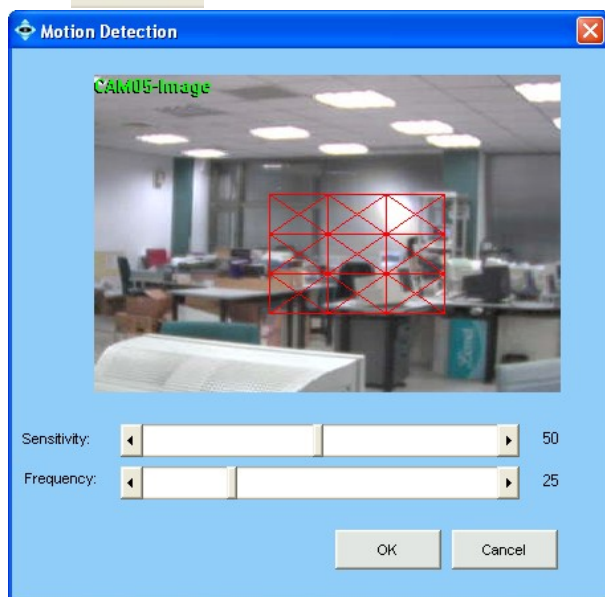 Motion Detection
CAM05-Image
Sensitivity: 50
Frequency: 25
OK Cancel